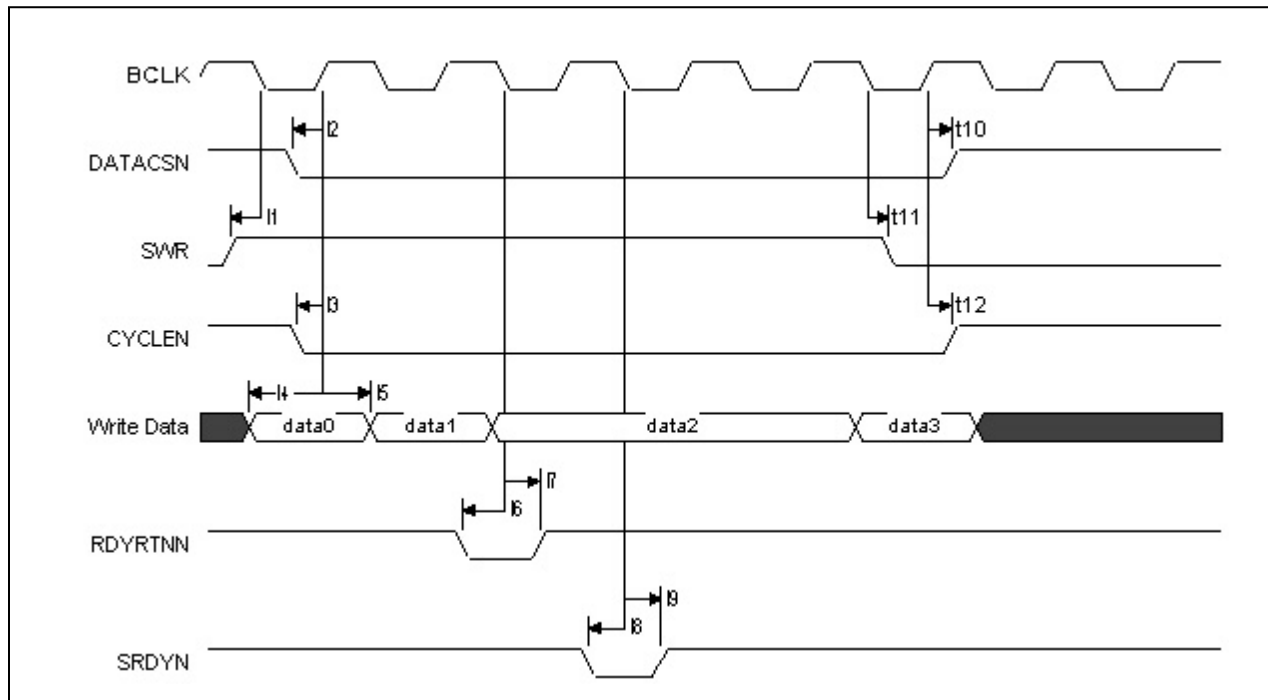 BCLK
t2 t10
DATACSN
t1 t11
SWR
t3 t12
CYCLEN
t4 t5
Write Data data0 data1 data2 data3
t7
t6
RDYRTNN
t9
t8
SRDYN